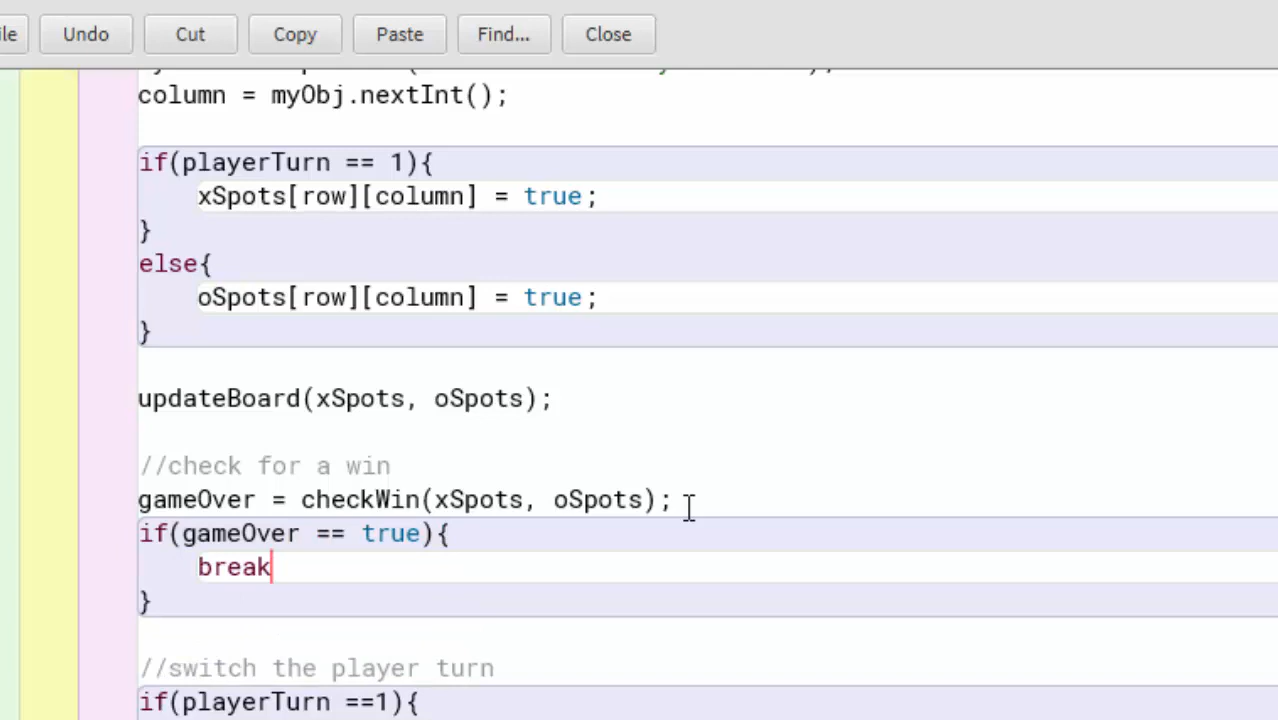 ile Undo Cut Copy Paste Find... Close
column = myObj.nextInt();
if(playerTurn == 1){
xSpots[row][column] = true;
}
else{
oSpots[row][column] = true;
}
updateBoard(xSpots, oSpots);
//check for a win
gameOver = checkWin(xSpots, oSpots);
if(gameOver == true){
break
}
//switch the player turn
if(playerTurn ==1){